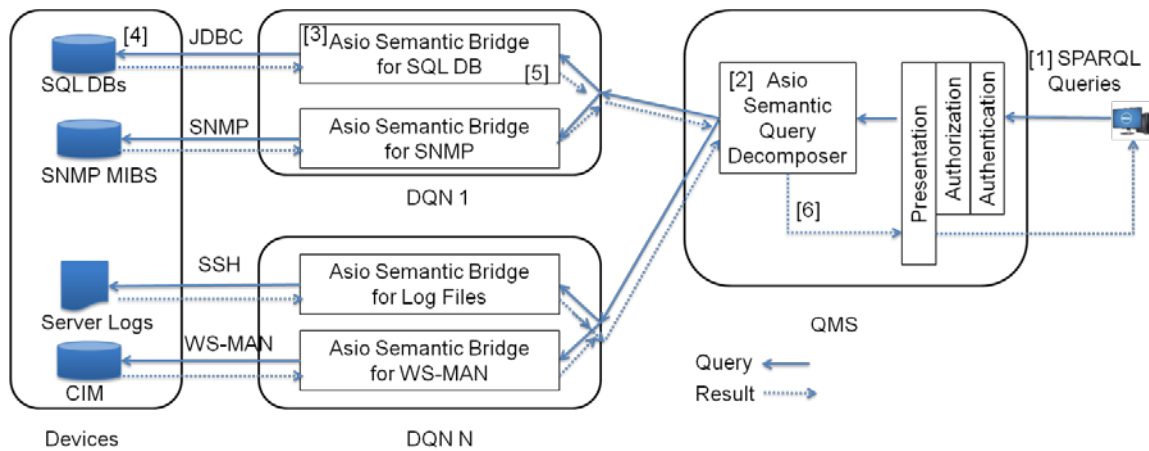 [4]
SQL DBs
SNMP MIBS
Server Logs
CIM
Devices
JDBC
SNMP
SSH
WS-MAN
[3]
Asio Semantic Bridge
for SQL DB
[5]
Asio Semantic Bridge
for SNMP
DQN 1
Asio Semantic Bridge
for Log Files
Asio Semantic Bridge
for WS-MAN
DQN N
[2] Asio
Semantic
Query
Decomposer
[6]
Presentation
Authorization
Authentication
QMS
[1] SPARQL
Queries
Query
Result